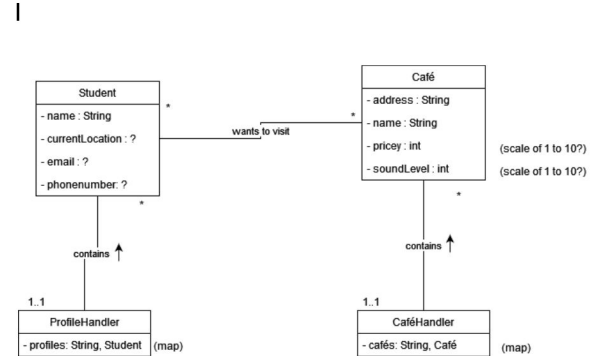 Student
- name : String
- currentLocation : ?
- email : ?
- phonenumber: ?
*
wants to visit
*
Café
- address : String
- name : String
- pricey : int
(scale of 1 to 10?)
- soundLevel : int
(scale of 1 to 10?)
*
*
contains
contains
1..1
1..1
ProfileHandler
- profiles: String, Student
(map)
CaféHandler
- cafés: String, Café
(map)